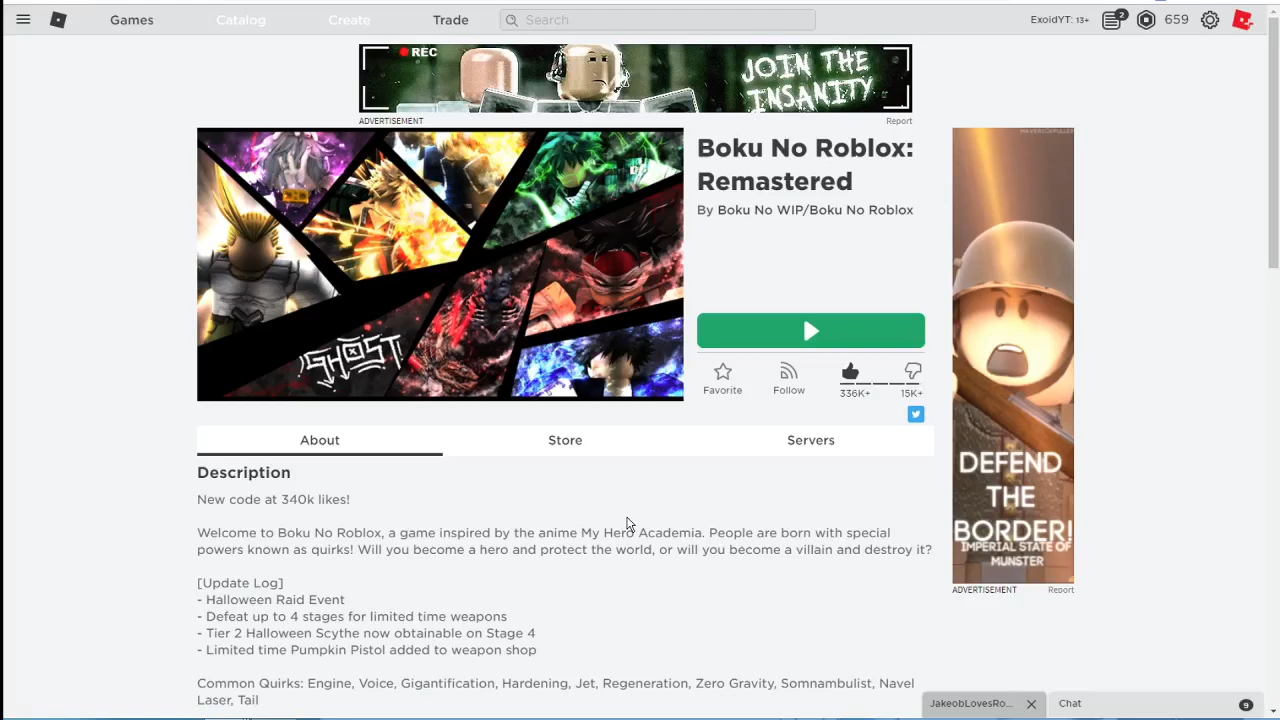 Games
Catalog
Create
Trade
Search
ExoidYT: 13+
2
659
REC
JOIN THE
INSANITY
ADVERTISEMENT
Report
GHOST
Boku No Roblox:
Remastered
By Boku No WIP/Boku No Roblox
Favorite
Follow
336K+
15K+
About
Store
Servers
Description
New code at 340k likes!
Welcome to Boku No Roblox, a game inspired by the anime My Hero Academia. People are born with special
powers known as quirks! Will you become a hero and protect the world, or will you become a villain and destroy it?
[Update Log]
- Halloween Raid Event
- Defeat up to 4 stages for limited time weapons
- Tier 2 Halloween Scythe now obtainable on Stage 4
- Limited time Pumpkin Pistol added to weapon shop
Common Quirks: Engine, Voice, Gigantification, Hardening, Jet, Regeneration, Zero Gravity, Somnambulist, Navel
Laser, Tail
DEFEND
THE
BORDER!
IMPERIAL STATE OF
MUNSTER
ADVERTISEMENT
Report
JakeobLovesRo...
Chat
9